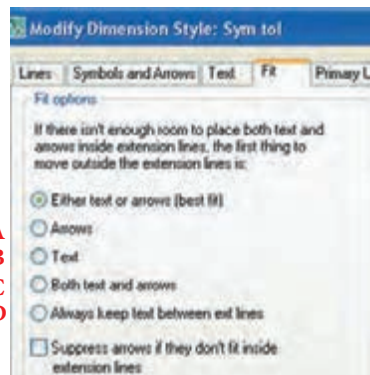 Modify Dimension Style: Sym tol
Lines Symbols and Arrows Text Fit Primary
Fit options
If there isn't enough room to place both text and
arrows inside extension lines, the first thing to
move outside the extension lines is:
Either text or arrows (best fit)
A
Arrows
B
Text
C
Both text and arrows
D
Always keep text between ext lines
Suppress arrows if they don't fit inside
extension lines